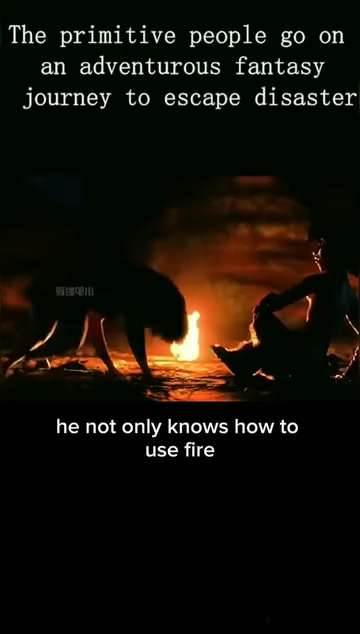 The primitive people go on
an adventurous fantasy
journey to escape disaster
he not only knows how to
use fire